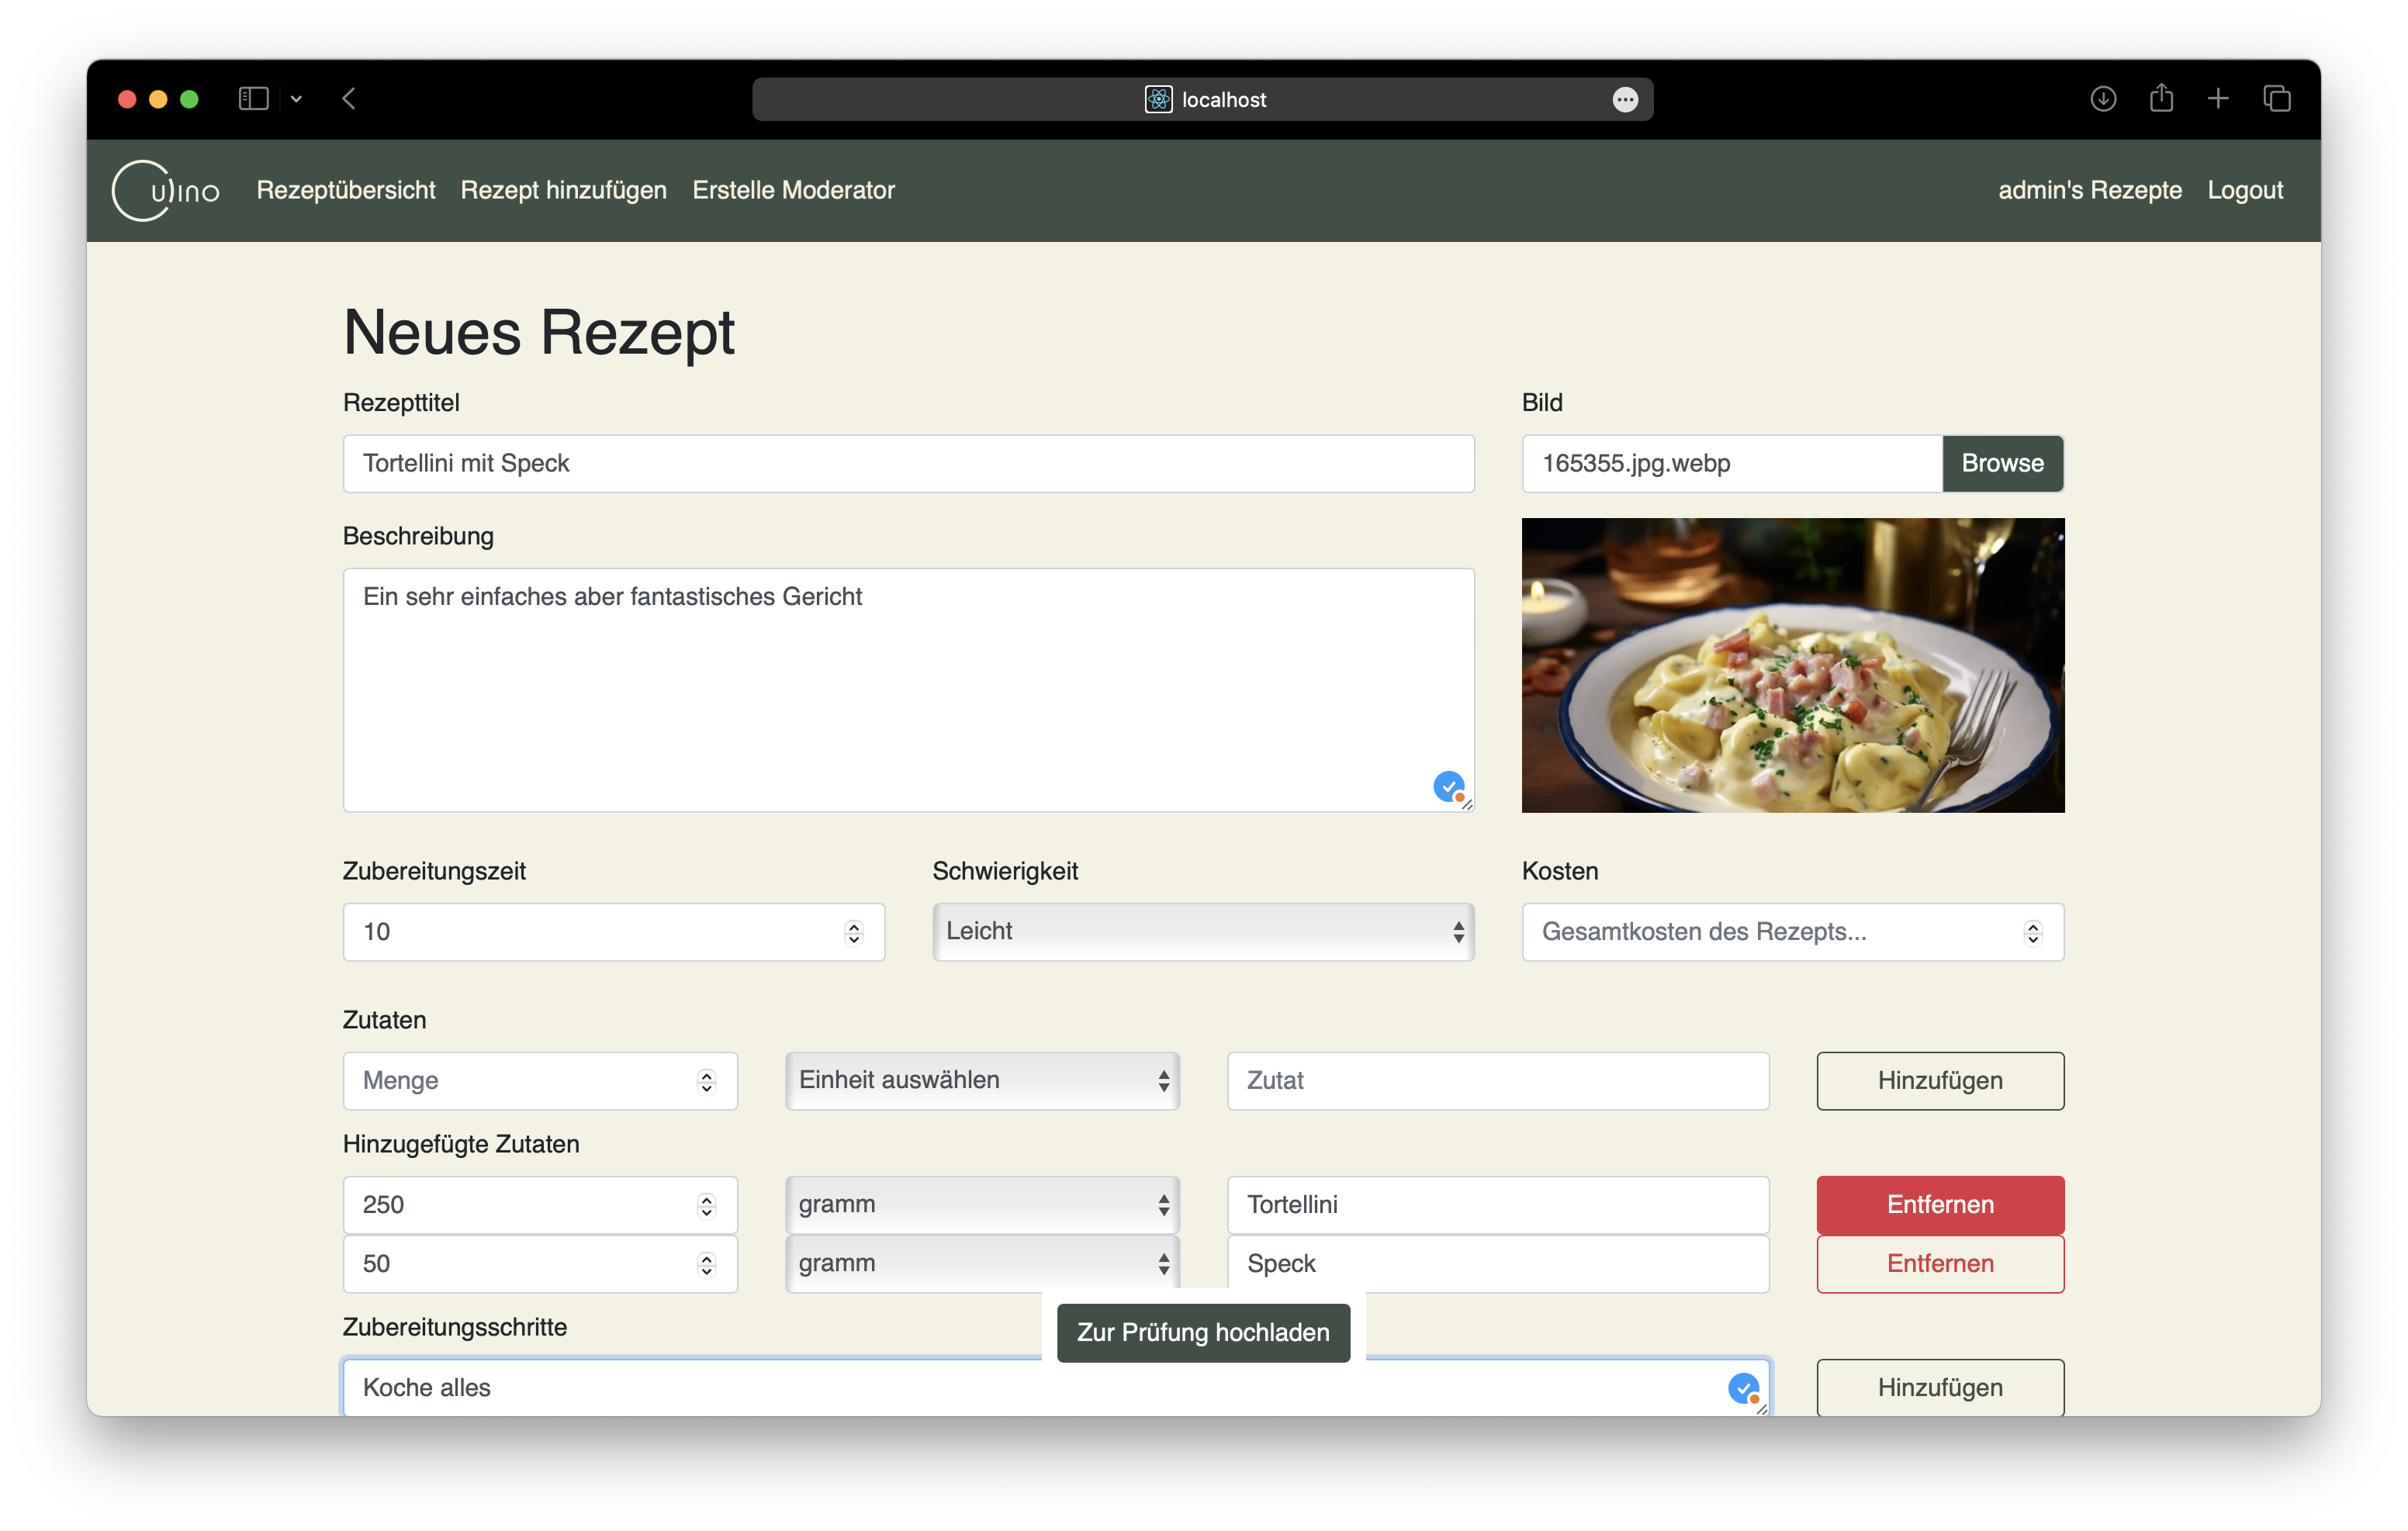 localhost
Culino Rezeptübersicht Rezept hinzufügen Erstelle Moderator admin's Rezepte Logout
Neues Rezept
Rezepttitel Bild
Tortellini mit Speck 165355.jpg.webp Browse
Beschreibung
Ein sehr einfaches aber fantastisches Gericht
Zubereitungszeit Schwierigkeit Kosten
10 Leicht Gesamtkosten des Rezepts...
Zutaten
Menge Einheit auswählen Zutat Hinzufügen
Hinzugefügte Zutaten
250 gramm Tortellini Entfernen
50 gramm Speck Entfernen
Zubereitungsschritte Zur Prüfung hochladen
Koche alles Hinzufügen